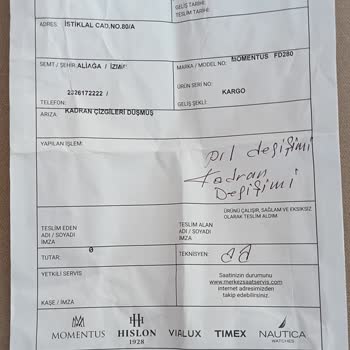 GELİŞ TARİHİ:
TESLİM TARİHİ:
ADRES: İSTİKLAL CAD.NO.80/A
SEMT / ŞEHİR: ALİAĞA / İZMİR
MARKA / MODEL NO: MOMENTUS FD280
ÜRÜN SERİ NO:
2326172222 /
TELEFON:
GELİŞ ŞEKLİ: KARGO
ARIZA: KADRAN ÇİZGİLERİ DÜŞMÜŞ
YAPILAN İŞLEM:
pil değişimi
Kadran
Değişimi
ÜRÜNÜ ÇALIŞIR, SAĞLAM VE EKSİKSİZ
OLARAK TESLİM ALDIM
TESLİM EDEN
ADI / SOYADI
İMZA
TESLİM ALAN
ADI / SOYADI
İMZA
TUTAR: 0
TEKNİSYEN:
YETKİLİ SERVİS
KAŞE / İMZA
Saatinizin durumunu
www.merkezsaatservis.com
internet adresimizden
takip edebilirsiniz.
MOMENTUS
HISLON
1928
VIALUX
TIMEX
NAUTICA
WATCHES